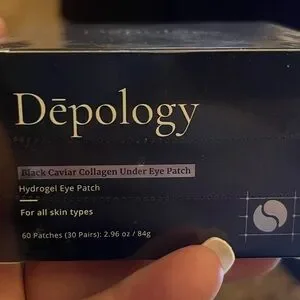 Dēpology
Black Caviar Collagen Under Eye Patch
Hydrogel Eye Patch
For all skin types
60 Patches (30 Pairs): 2.96 oz / 84g